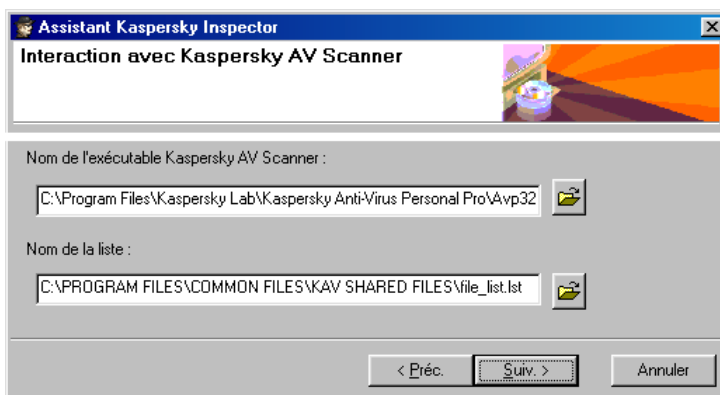 Assistant Kaspersky Inspector
Interaction avec Kaspersky AV Scanner
Nom de l'exécutable Kaspersky AV Scanner :
C:\Program Files\Kaspersky Lab\Kaspersky Anti-Virus Personal Pro\Avp32
Nom de la liste :
C:\PROGRAM FILES\COMMON FILES\KAV SHARED FILES\file_list.lst
< Préc. Suiv. > Annuler